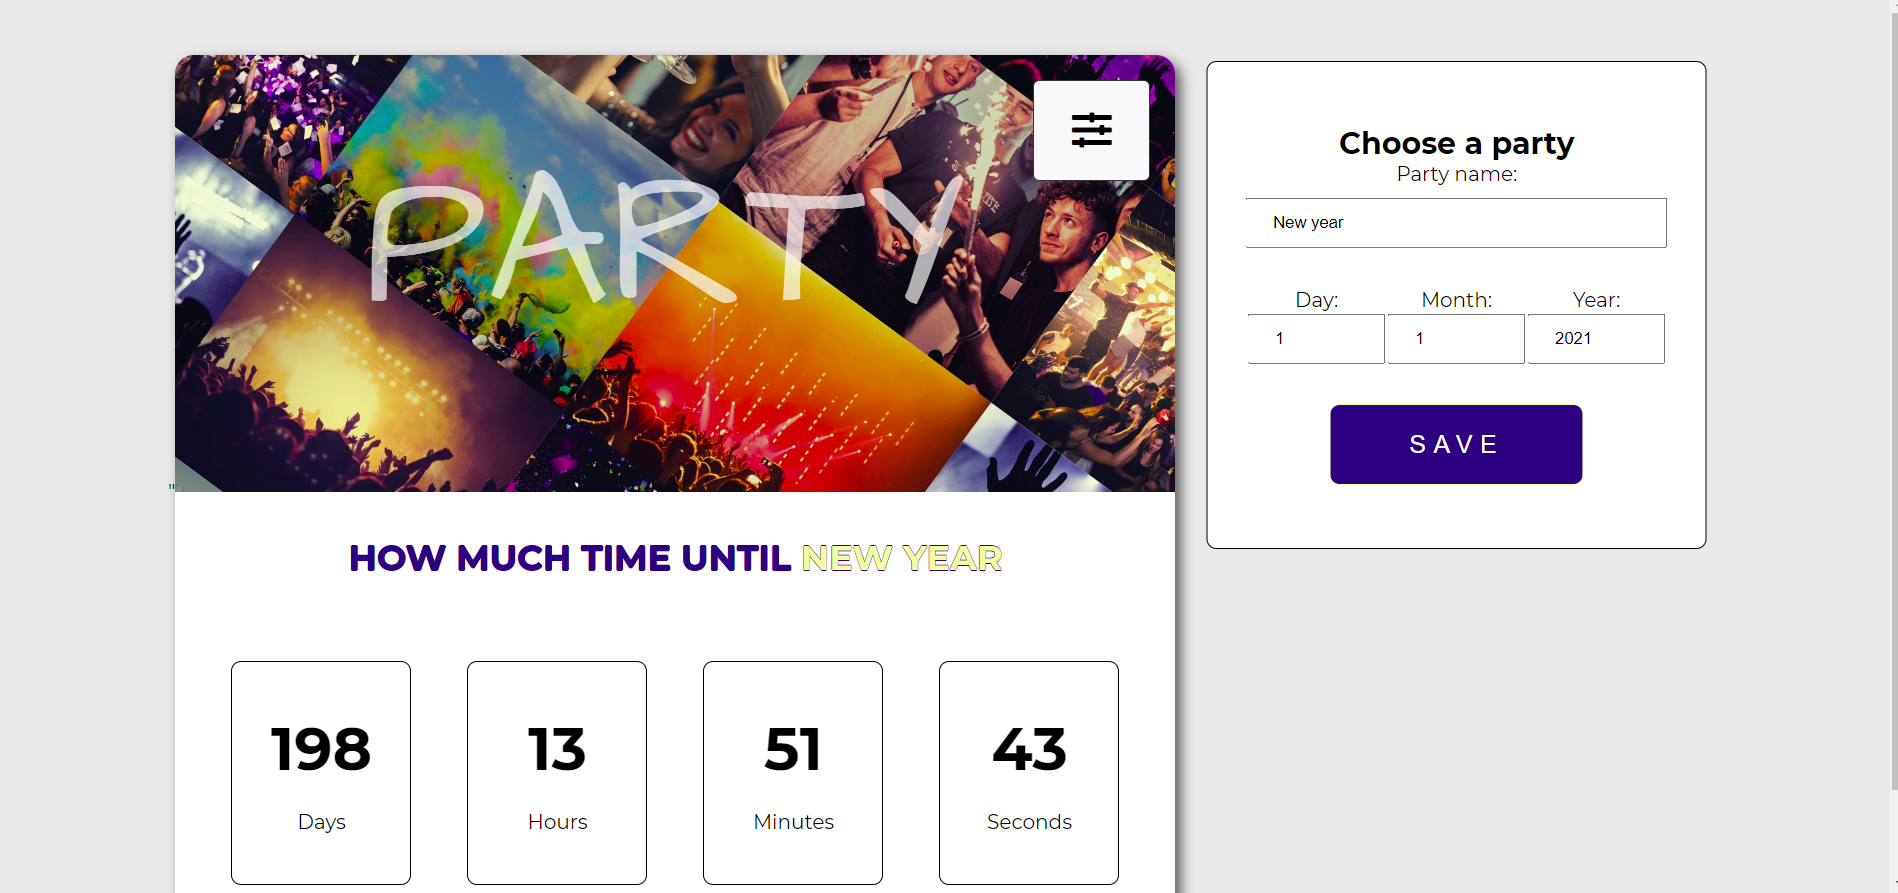 PARTY
"
HOW MUCH TIME UNTIL NEW YEAR
198
Days
13
Hours
51
Minutes
43
Seconds
Choose a party
Party name:
New year
Day: Month: Year:
1 1 2021
SAVE